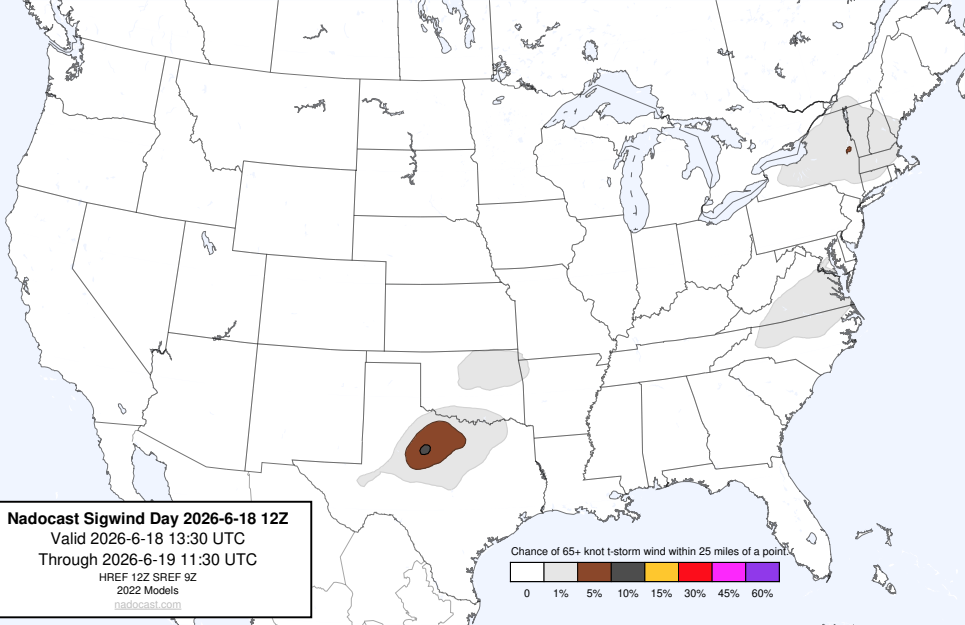 Nadocast Sigwind Day 2026-6-18 12Z
Valid 2026-6-18 13:30 UTC
Through 2026-6-19 11:30 UTC
HREF 12Z SREF 9Z
2022 Models
nadocast.com
Chance of 65+ knot t-storm wind within 25 miles of a point.
0 1% 5% 10% 15% 30% 45% 60%